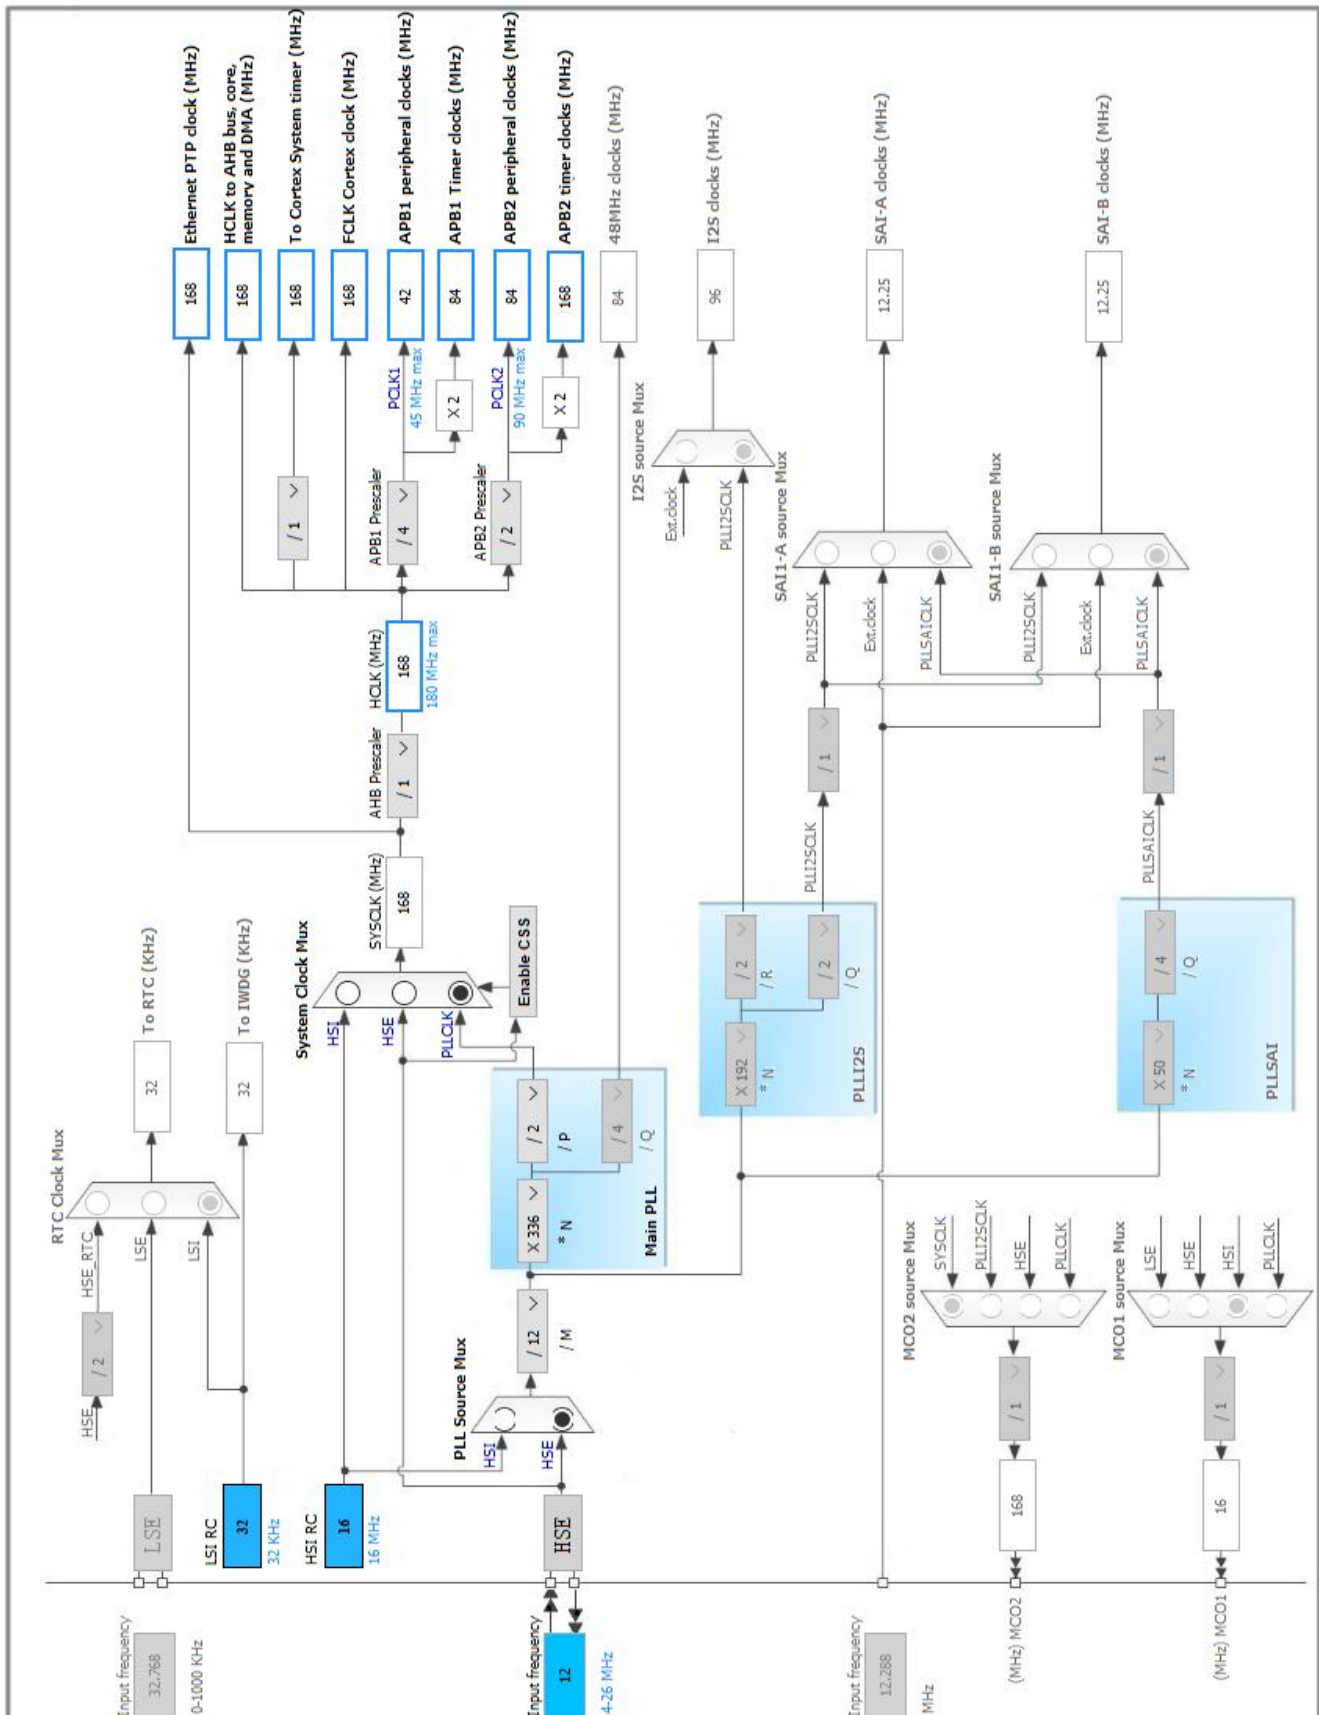 RTC Clock Mux
HSE
/ 2
HSE_RTC
LSE
LSI
32
To RTC (KHz)
32
To IWDG (KHz)
Input frequency
32.768
0-1000 KHz
LSE
LSI RC
32
32 KHz
HSI RC
16
16 MHz
System Clock Mux
HSI
HSE
PLLCLK
Enable CSS
SYSCLK (MHz)
168
AHB Prescaler
/ 1
HCLK (MHz)
168
180 MHz max
/ 1
APB1 Prescaler
/ 4
PCLK1
45 MHz max
X 2
APB2 Prescaler
/ 2
PCLK2
90 MHz max
X 2
168
Ethernet PTP clock (MHz)
168
HCLK to AHB bus, core,
memory and DMA (MHz)
168
To Cortex System timer (MHz)
168
FCLK Cortex clock (MHz)
42
APB1 peripheral clocks (MHz)
84
APB1 Timer clocks (MHz)
84
APB2 peripheral clocks (MHz)
168
APB2 timer clocks (MHz)
84
48MHz clocks (MHz)
Input frequency
12
4-26 MHz
HSE
PLL Source Mux
HSI
HSE
/ 12
/ M
X 336
* N
/ 2
/ P
/ 4
/ Q
Main PLL
I2S source Mux
Ext.clock
PLLI2SCLK
96
I2S clocks (MHz)
X 192
* N
/ 2
/ R
/ 2
/ Q
PLLI2S
PLLI2SCLK
/ 1
SAI1-A source Mux
PLLI2SCLK
Ext.clock
PLLSAICLK
12.25
SAI-A clocks (MHz)
SAI1-B source Mux
PLLI2SCLK
Ext.clock
PLLSAICLK
12.25
SAI-B clocks (MHz)
X 50
* N
/ 4
/ Q
PLLSAI
PLLSAICLK
/ 1
Input frequency
12.288
MHz
MCO2 source Mux
SYSCLK
PLLI2SCLK
HSE
PLLCLK
/ 1
168
(MHz) MCO2
MCO1 source Mux
LSE
HSE
HSI
PLLCLK
/ 1
16
(MHz) MCO1